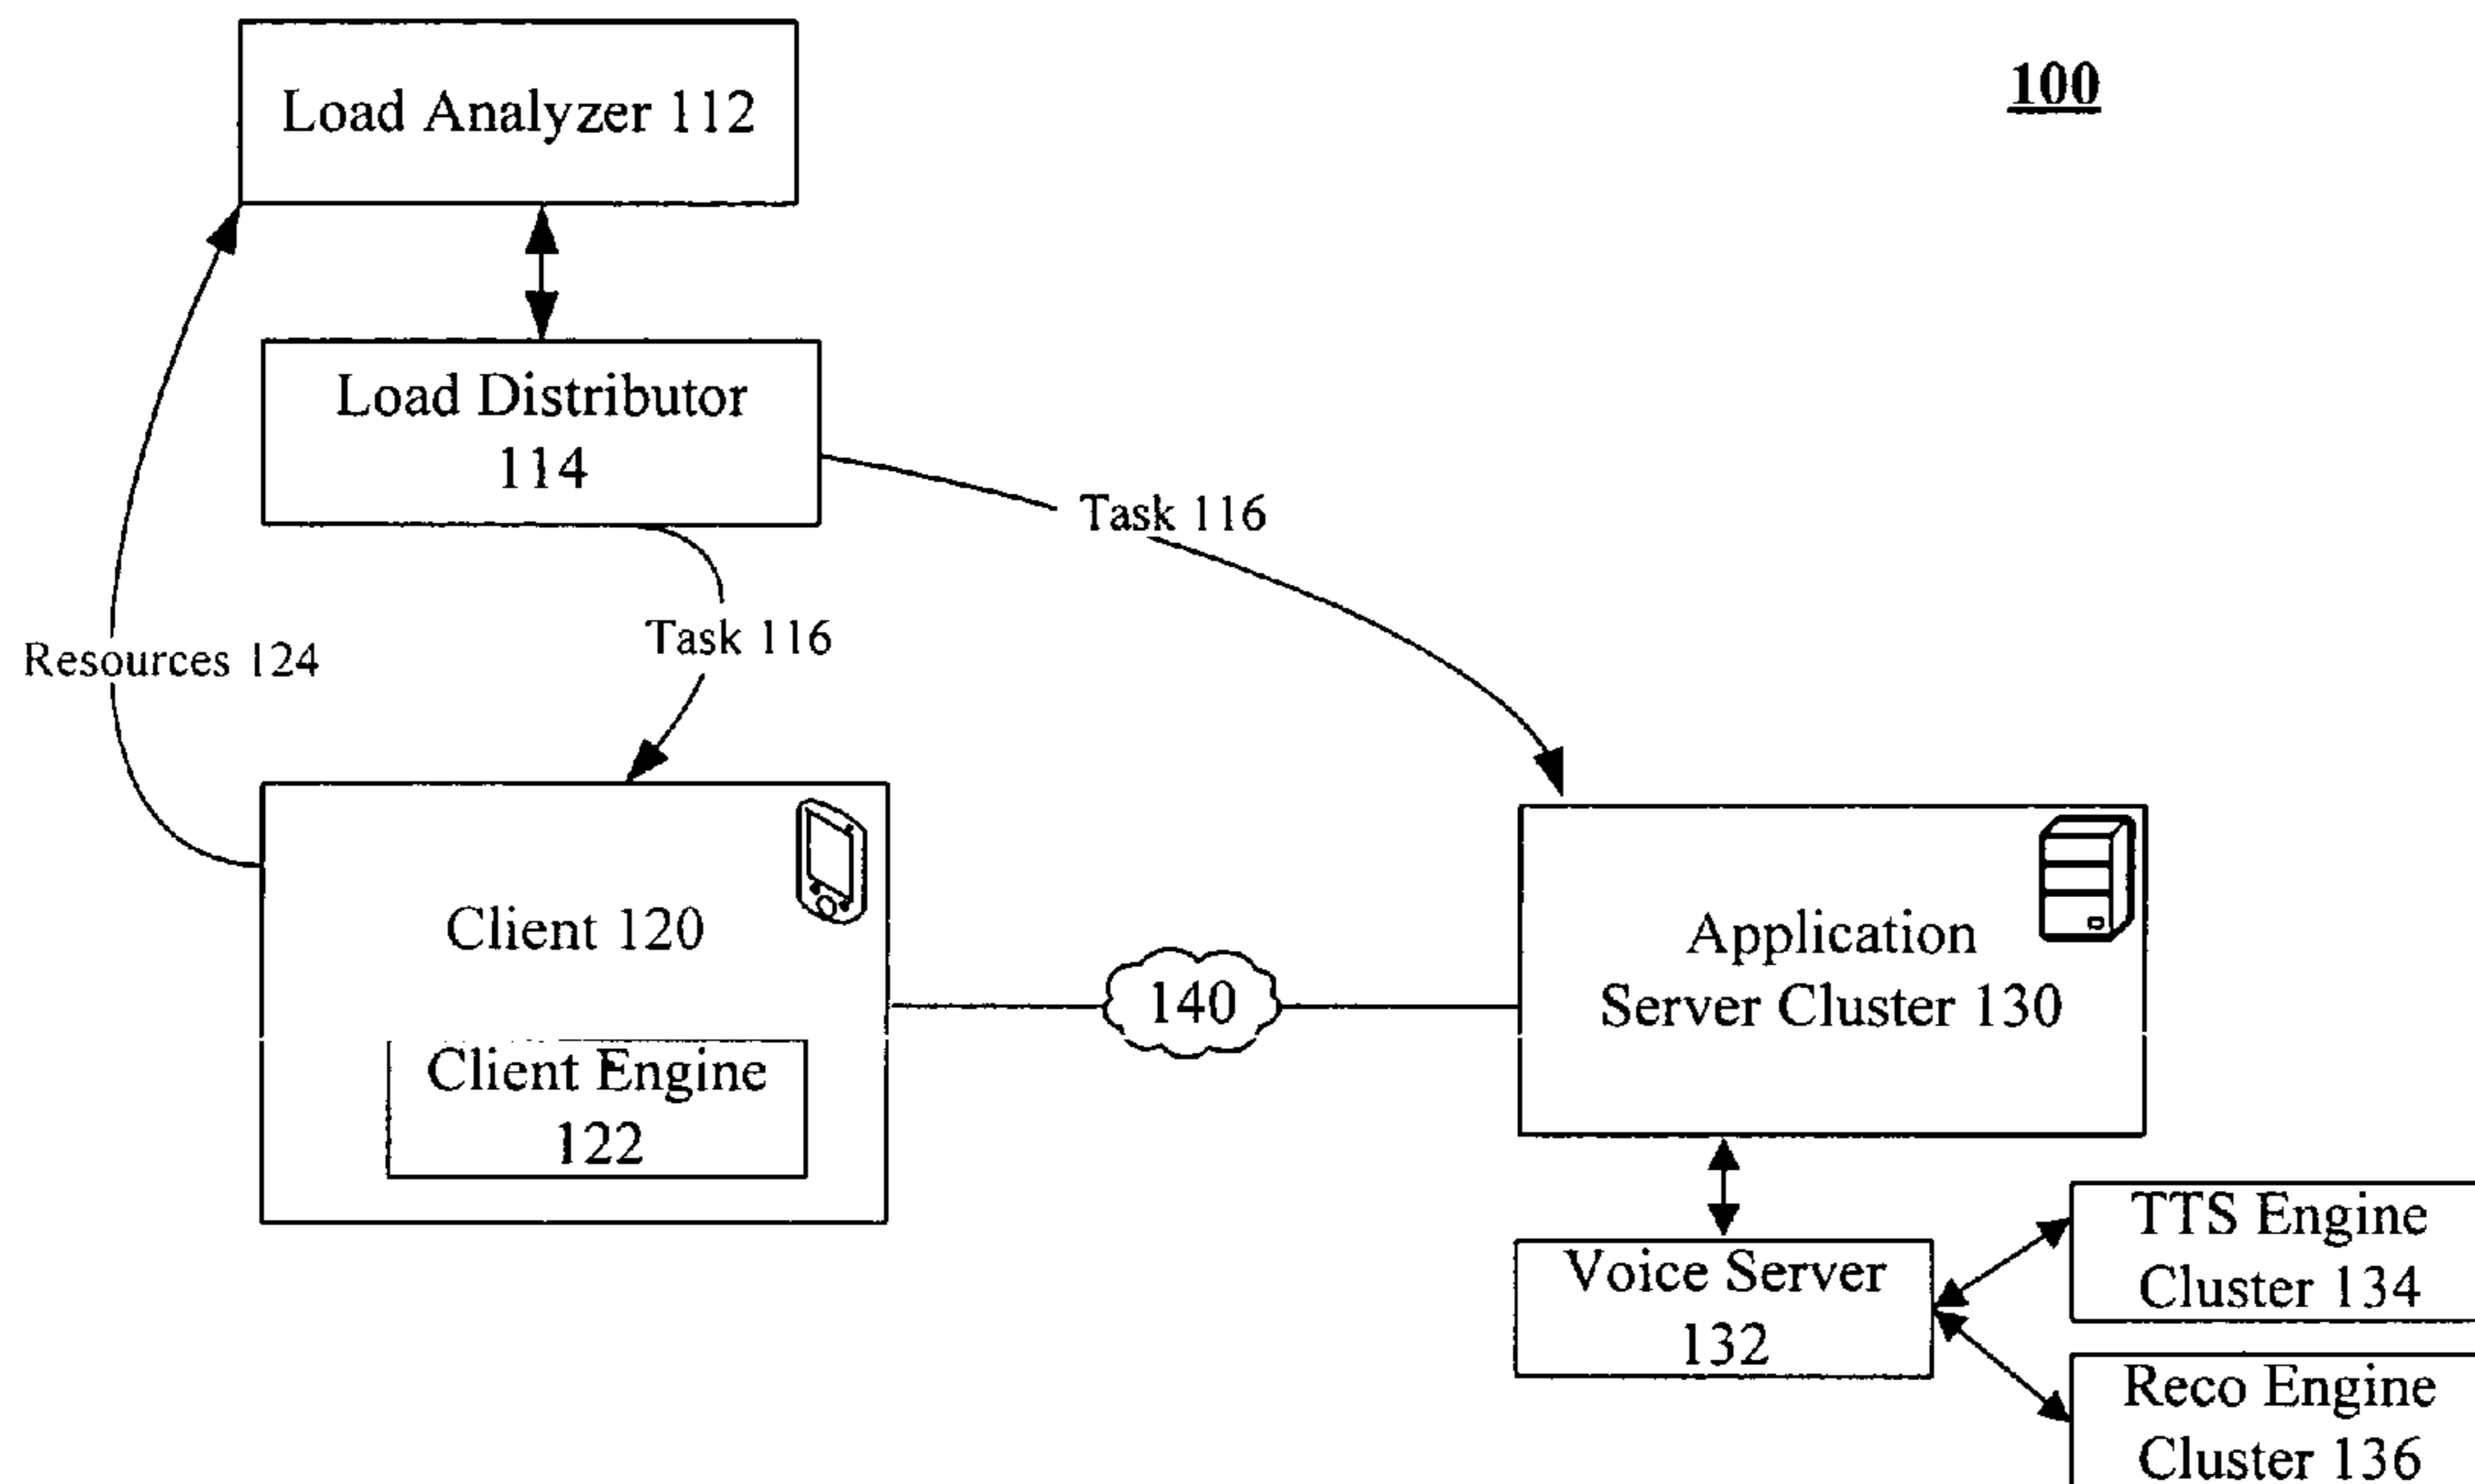 100
Load Analyzer 112
Load Distributor
114
Task 116
Task 116
Resources 124
Client 120
Client Engine
122
140
Application
Server Cluster 130
Voice Server
132
TTS Engine
Cluster 134
Reco Engine
Cluster 136